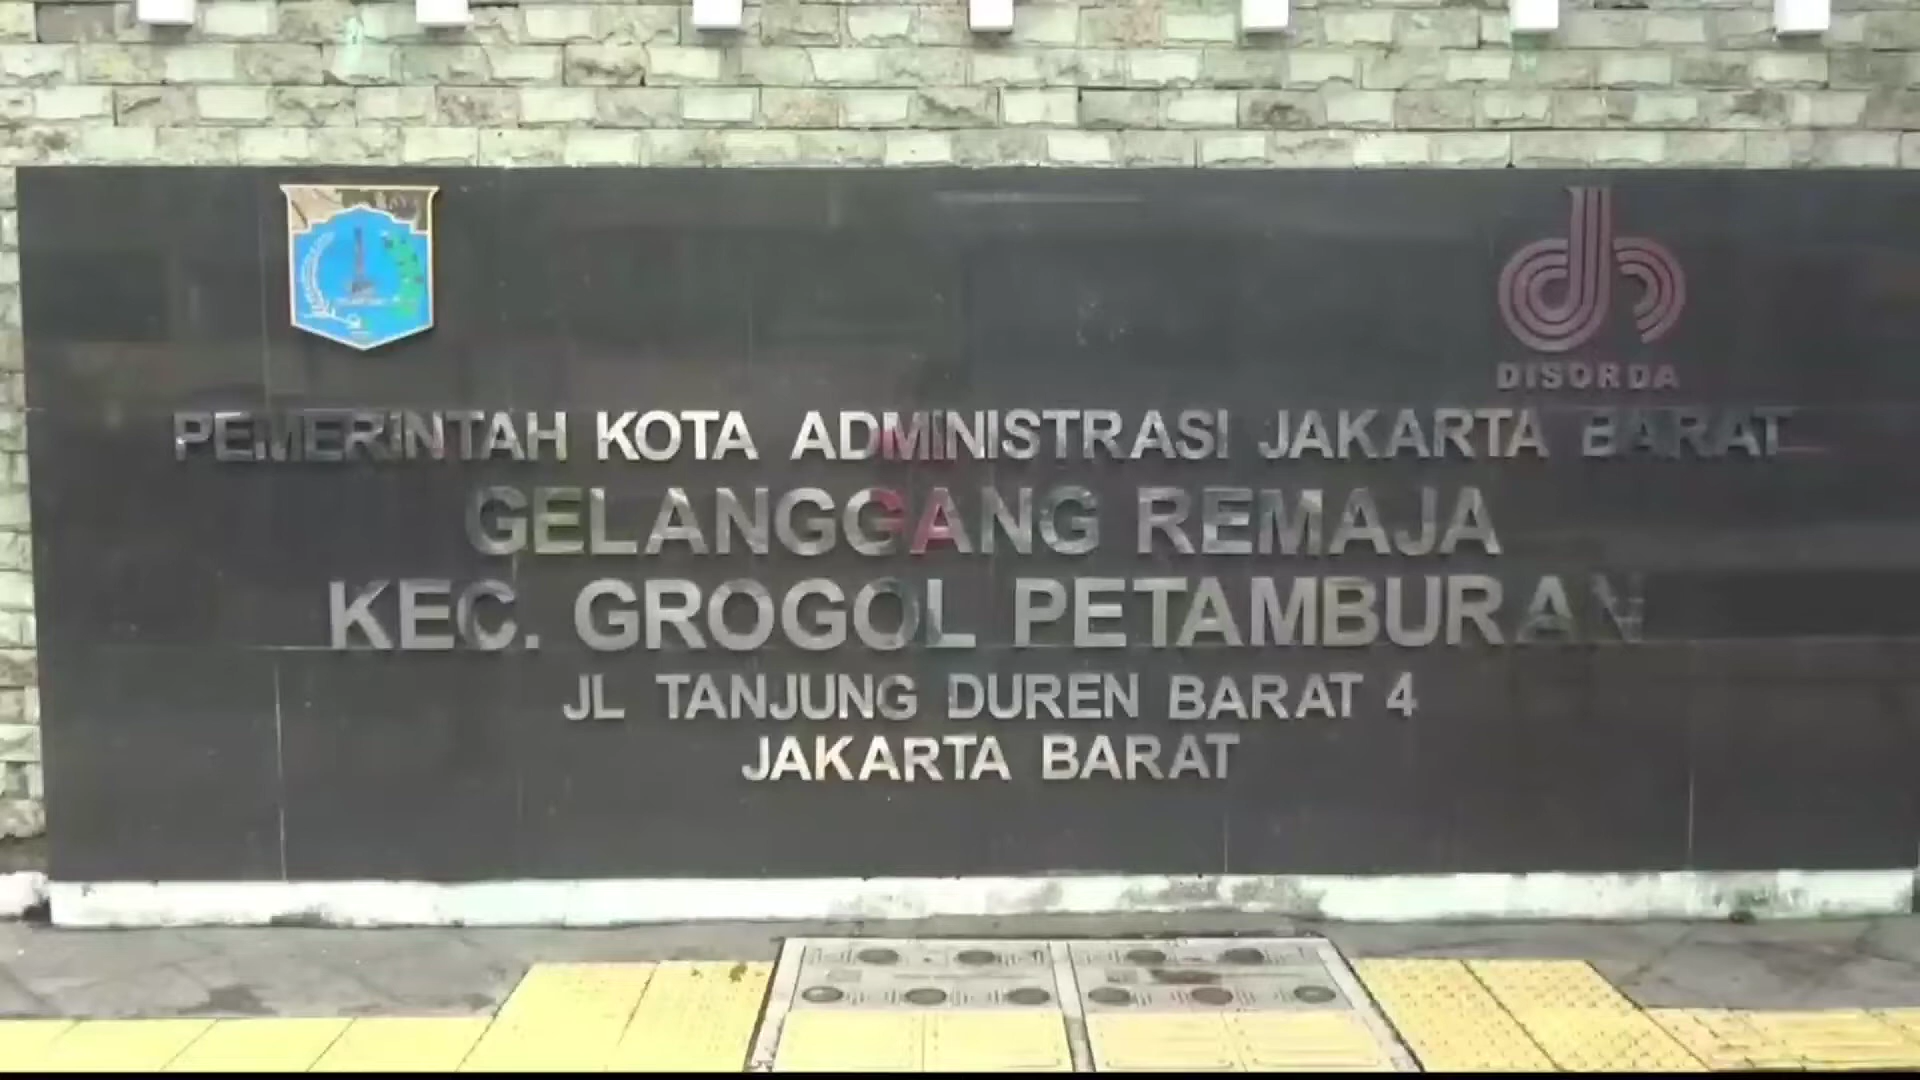 DISORDA
PEMERINTAH KOTA ADMINISTRASI JAKARTA BARAT
GELANGGANG REMAJA
KEC. GROGOL PETAMBURAN
JL TANJUNG DUREN BARAT 4
JAKARTA BARAT